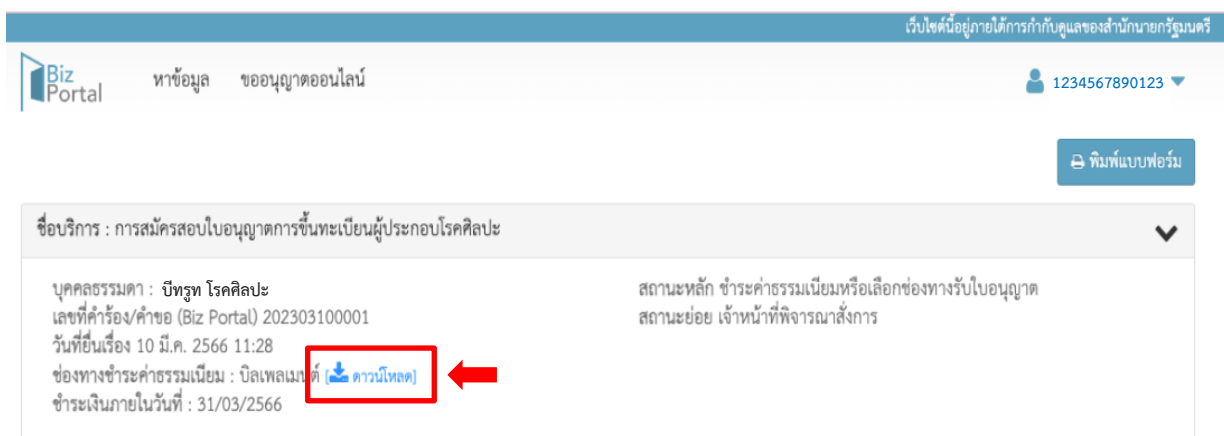 เว็บไซต์นี้อยู่ภายใต้การกำกับดูแลของสำนักนายกรัฐมนตรี
Biz
Portal
หาข้อมูล ขออนุญาตออนไลน์
1234567890123
พิมพ์แบบฟอร์ม
ชื่อบริการ : การสมัครสอบใบอนุญาตการขึ้นทะเบียนผู้ประกอบโรคศิลปะ
บุคคลธรรมดา : บีทรูท โรคศิลปะ
เลขที่คำร้อง/คำขอ (Biz Portal) 202303100001
วันที่ยื่นเรื่อง 10 มี.ค. 2566 11:28
ช่องทางชำระค่าธรรมเนียม : บิลเพลเมนต์ [ดาวน์โหลด]
ชำระเงินภายในวันที่ : 31/03/2566
สถานะหลัก ชำระค่าธรรมเนียมหรือเลือกช่องทางรับใบอนุญาต
สถานะย่อย เจ้าหน้าที่พิจารณาสั่งการ